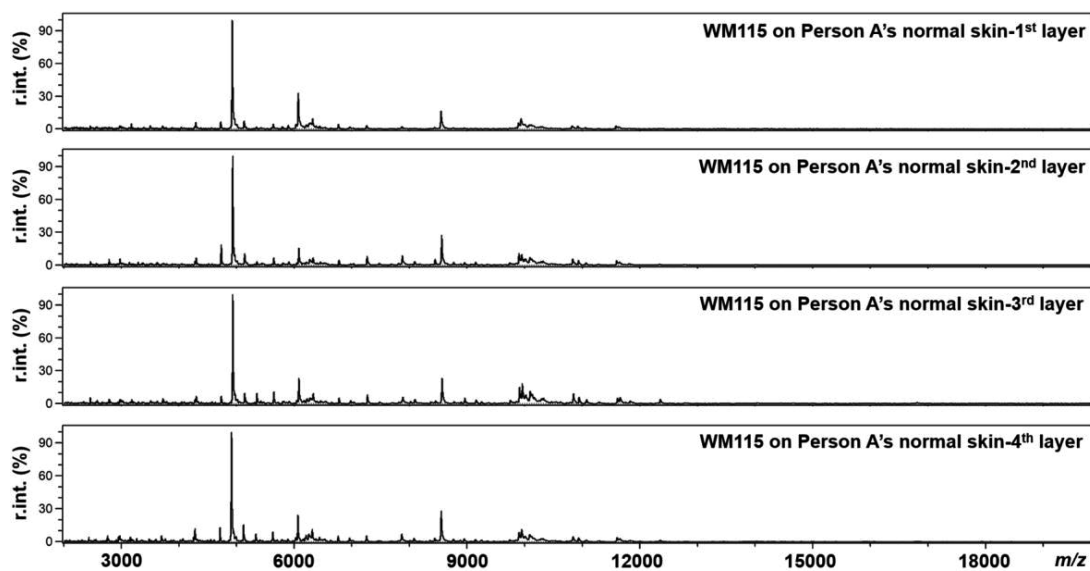 WM115 on Person A's normal skin-1st layer
r.int. (%)
90
60
30
0
WM115 on Person A's normal skin-2nd layer
r.int. (%)
90
60
30
0
WM115 on Person A's normal skin-3rd layer
r.int. (%)
90
60
30
0
WM115 on Person A's normal skin-4th layer
r.int. (%)
90
60
30
0
3000 6000 9000 12000 15000 18000 m/z